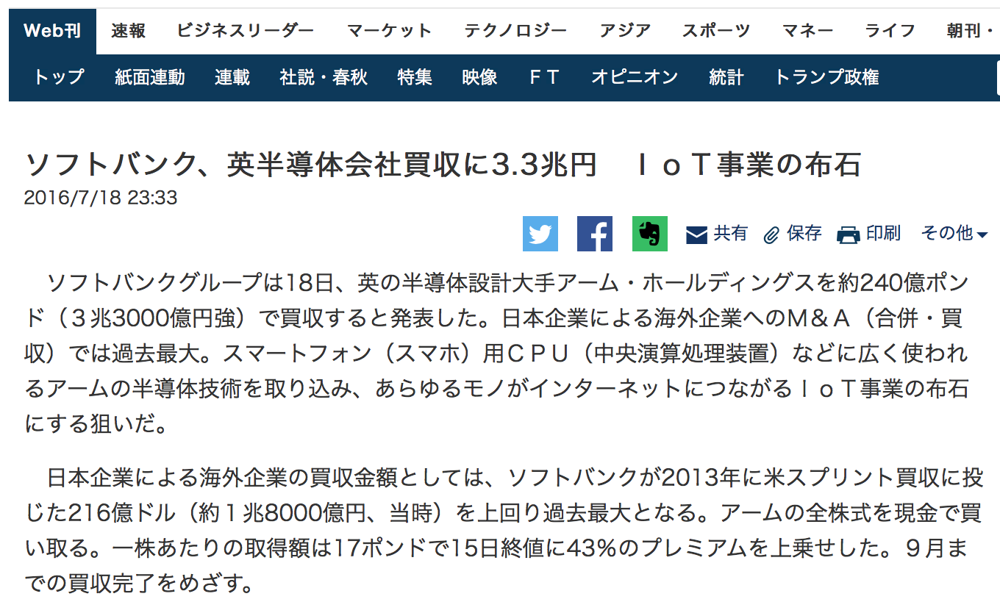 Web刊 速報 ビジネスリーダー マーケット テクノロジー アジア スポーツ マネー ライフ 朝刊・
トップ 紙面連動 連載 社説・春秋 特集 映像 ＦＴ オピニオン 統計 トランプ政権
ソフトバンク、英半導体会社買収に3.3兆円　ＩｏＴ事業の布石
2016/7/18 23:33
共有 保存 印刷 その他
　ソフトバンクグループは18日、英の半導体設計大手アーム・ホールディングスを約240億ポン
ド（３兆3000億円強）で買収すると発表した。日本企業による海外企業へのＭ＆Ａ（合併・買
収）では過去最大。スマートフォン（スマホ）用ＣＰＵ（中央演算処理装置）などに広く使われ
るアームの半導体技術を取り込み、あらゆるモノがインターネットにつながるＩｏＴ事業の布石
にする狙いだ。
　日本企業による海外企業の買収金額としては、ソフトバンクが2013年に米スプリント買収に投
じた216億ドル（約１兆8000億円、当時）を上回り過去最大となる。アームの全株式を現金で買
い取る。一株あたりの取得額は17ポンドで15日終値に43％のプレミアムを上乗せした。９月ま
での買収完了をめざす。